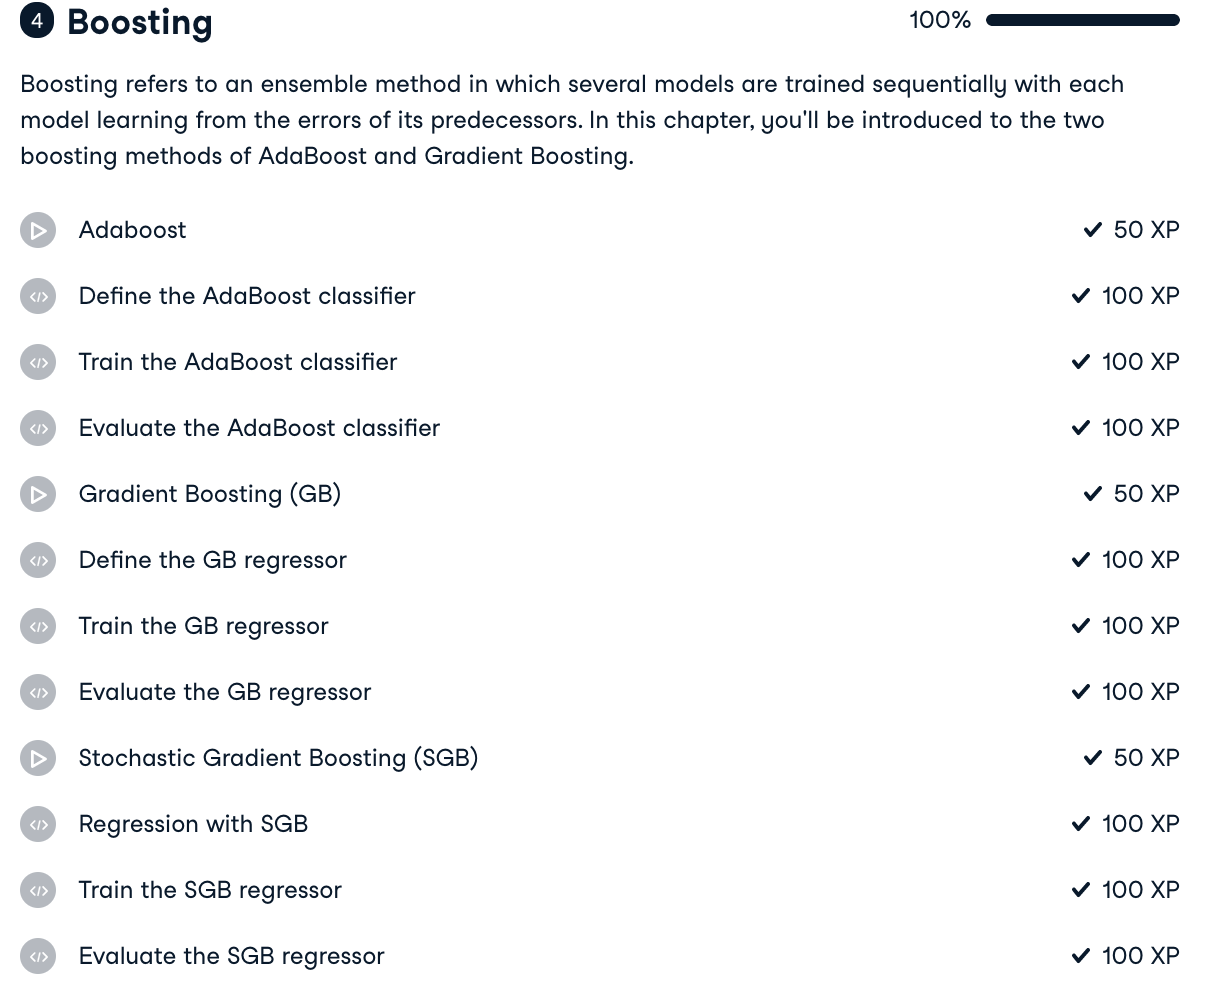 4 Boosting 100%
Boosting refers to an ensemble method in which several models are trained sequentially with each
model learning from the errors of its predecessors. In this chapter, you'll be introduced to the two
boosting methods of AdaBoost and Gradient Boosting.
Adaboost 50 XP
Define the AdaBoost classifier 100 XP
Train the AdaBoost classifier 100 XP
Evaluate the AdaBoost classifier 100 XP
Gradient Boosting (GB) 50 XP
Define the GB regressor 100 XP
Train the GB regressor 100 XP
Evaluate the GB regressor 100 XP
Stochastic Gradient Boosting (SGB) 50 XP
Regression with SGB 100 XP
Train the SGB regressor 100 XP
Evaluate the SGB regressor 100 XP